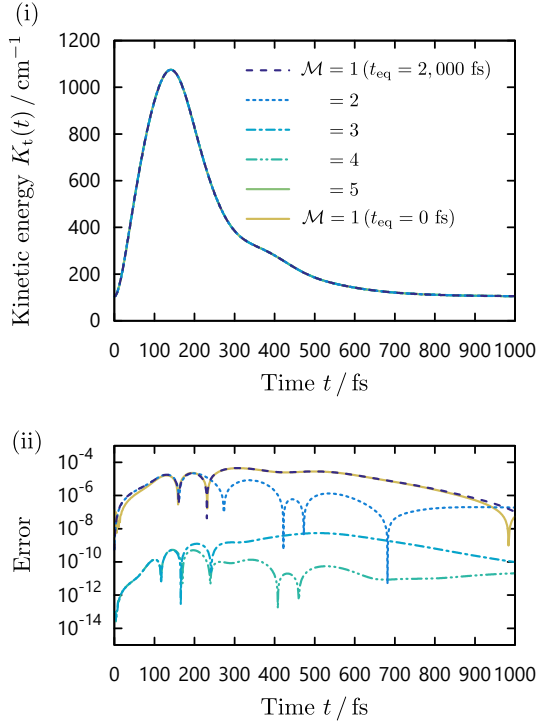 (i)
Kinetic energy K_t(t) / cm^−1
1200
1000
800
600
400
200
0
ℳ = 1 (t_eq = 2, 000 fs)
= 2
= 3
= 4
= 5
ℳ = 1 (t_eq = 0 fs)
0 100 200 300 400 500 600 700 800 900 1000
Time t / fs
(ii)
Error
10^−4
10^−6
10^−8
10^−10
10^−12
10^−14
0 100 200 300 400 500 600 700 800 900 1000
Time t / fs